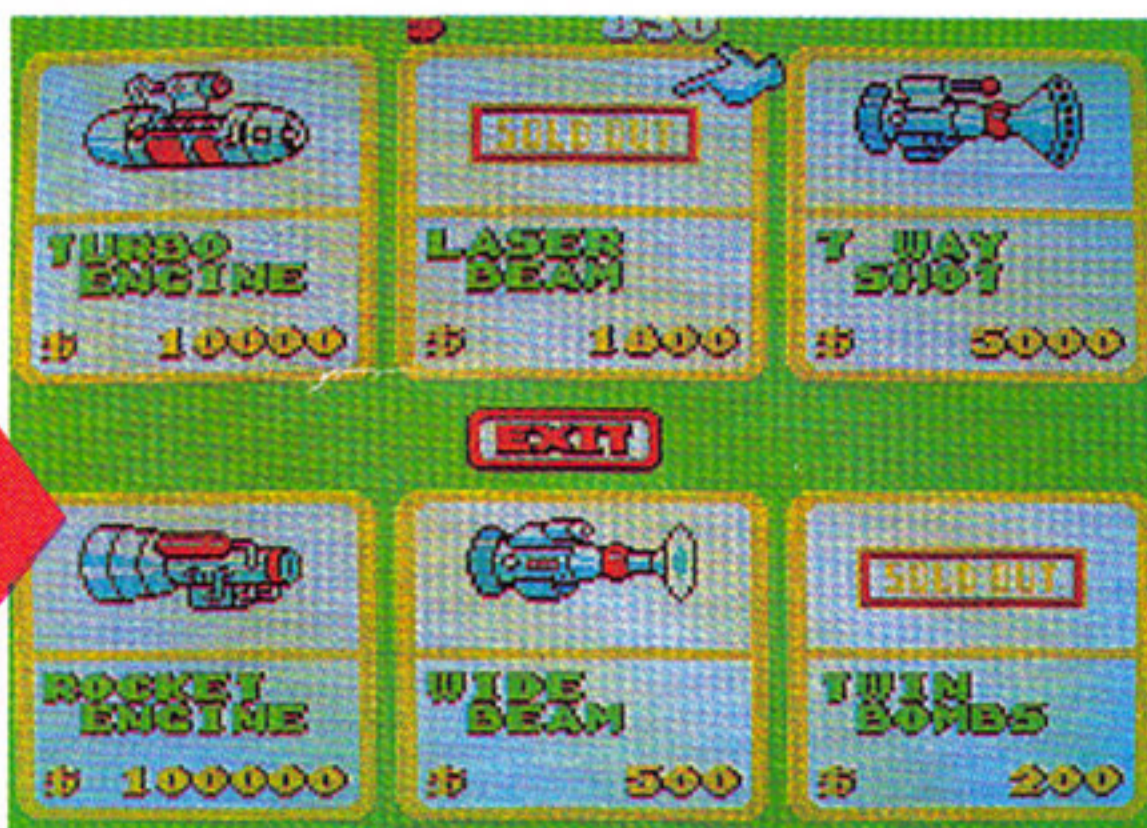 $
TURBO
ENGINE
$ 10000
SOLD OUT
LASER
BEAM
$ 1000
7 WAY
SHOT
$ 5000
EXIT
ROCKET
ENGINE
$ 100000
WIDE
BEAM
$ 500
SOLD OUT
TWIN
BOMBS
$ 200